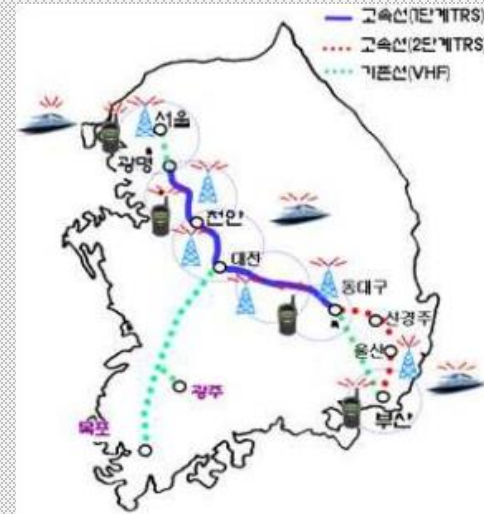 고속선(1단계TRS)
고속선(2단계TRS)
기존선(VHF)
서울
광명
천안
대전
동대구
신경주
울산
부산
광주
목포